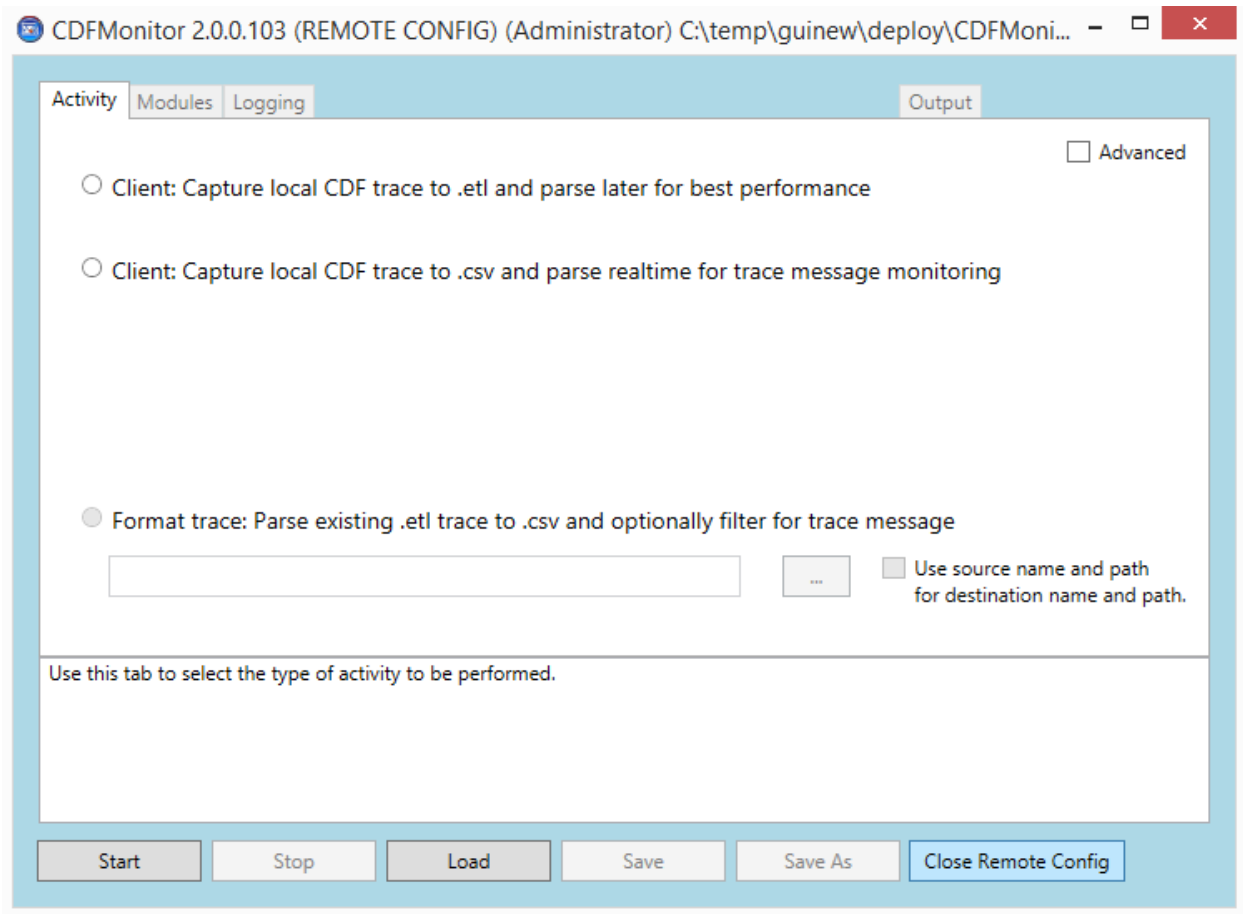 CDFMonitor 2.0.0.103 (REMOTE CONFIG) (Administrator) C:\temp\guinew\deploy\CDFMoni...
Activity Modules Logging Output
Advanced
Client: Capture local CDF trace to .etl and parse later for best performance
Client: Capture local CDF trace to .csv and parse realtime for trace message monitoring
Format trace: Parse existing .etl trace to .csv and optionally filter for trace message
... Use source name and path
for destination name and path.
Use this tab to select the type of activity to be performed.
Start Stop Load Save Save As Close Remote Config